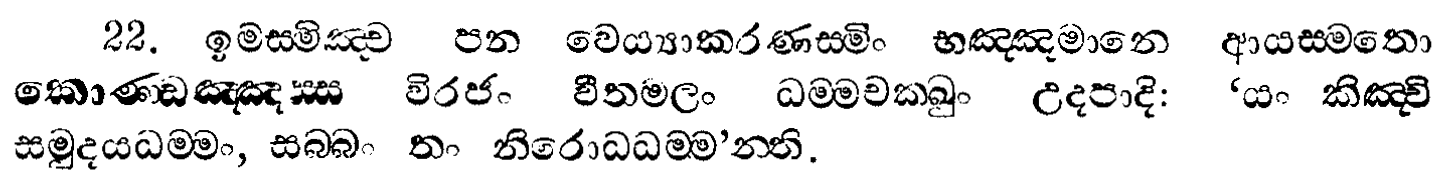 22. ඉමස්මිඤ්ච පන වෙය්‍යාකරණස්මිං භඤ්ඤමානෙ ආයස්මතො
කොණ්ඩඤ්ඤස්ස විරජං වීතමලං ධම්මචක්ඛුං උදපාදි: ‘යං කිඤ්චි
සමුදයධම්මං, සබ්බං තං නිරොධධම්ම’න්ති.